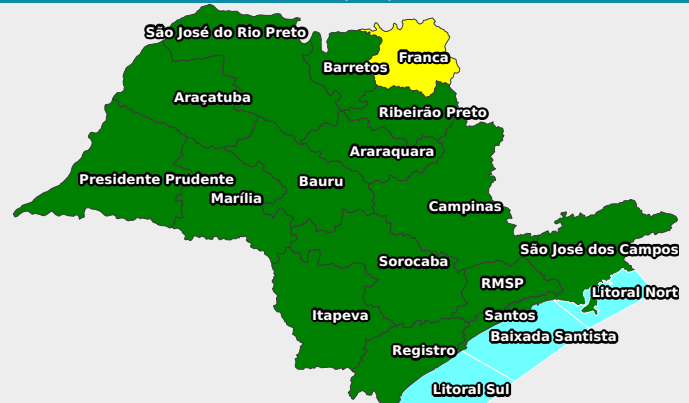 São José do Rio Preto
Franca
Barretos
Araçatuba
Ribeirão Preto
Araraquara
Presidente Prudente
Bauru
Marília
Campinas
São José dos Campos
Sorocaba
RMSP
Litoral Nort
Itapeva
Santos
Baixada Santista
Registro
Litoral Sul